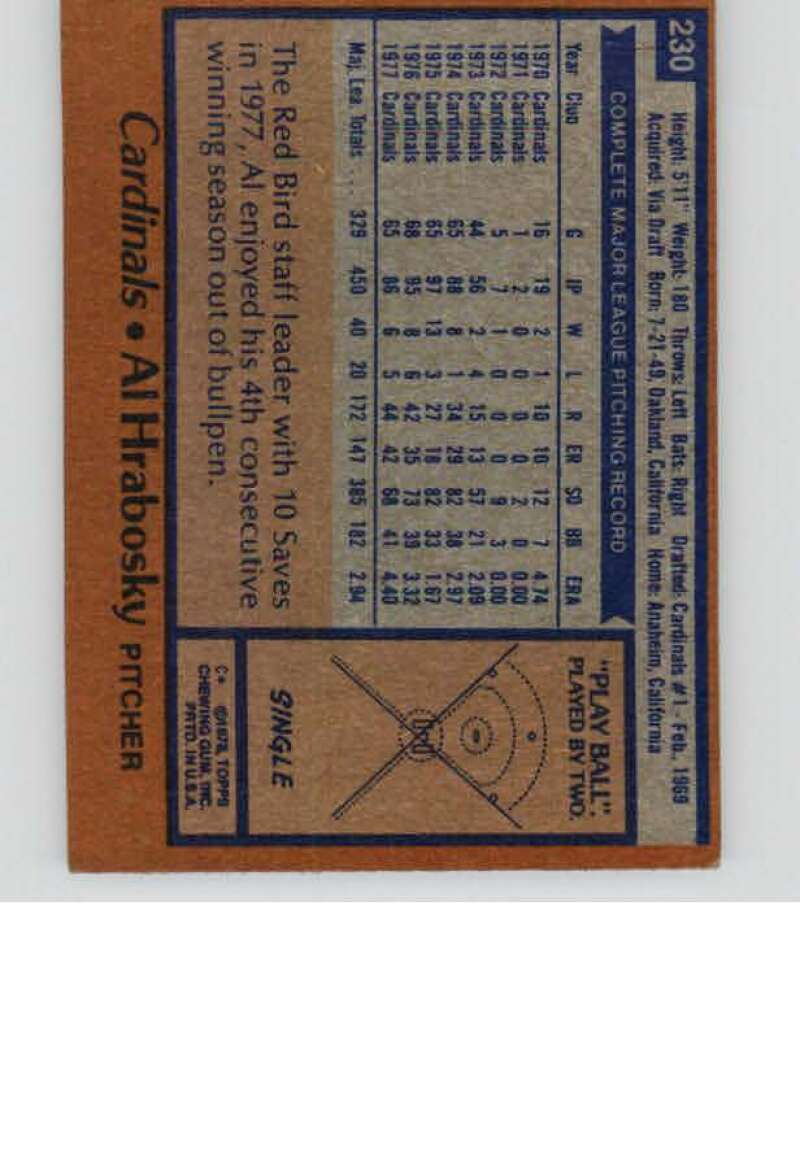 230
Height: 5'11" Weight: 180 Throws: Left Bats: Right Drafted: Cardinals #1 - Feb., 1969
Acquired: Via Draft Born: 7-21-49, Oakland, California Home: Anaheim, California
COMPLETE MAJOR LEAGUE PITCHING RECORD
Year Club G IP W L R ER SO BB ERA
1970 Cardinals 16 19 2 1 10 10 12 7 4.74
1971 Cardinals 1 2 0 0 0 0 2 0 0.00
1972 Cardinals 5 7 1 0 0 0 9 3 0.00
1973 Cardinals 44 56 2 4 15 13 57 21 2.09
1974 Cardinals 65 88 8 1 34 29 82 38 2.97
1975 Cardinals 65 97 13 3 27 18 82 33 1.67
1976 Cardinals 68 95 8 6 42 35 73 39 3.32
1977 Cardinals 65 86 6 5 44 42 68 41 4.40
Maj. Lea. Totals ... 329 450 40 20 172 147 385 182 2.94
The Red Bird staff leader with 10 Saves
in 1977, Al enjoyed his 4th consecutive
winning season out of bullpen.
"PLAY BALL".
PLAYED BY TWO.
SINGLE
C* ©1978, TOPPS
CHEWING GUM, INC.
PRTD. IN U.S.A.
Cardinals • Al Hrabosky PITCHER